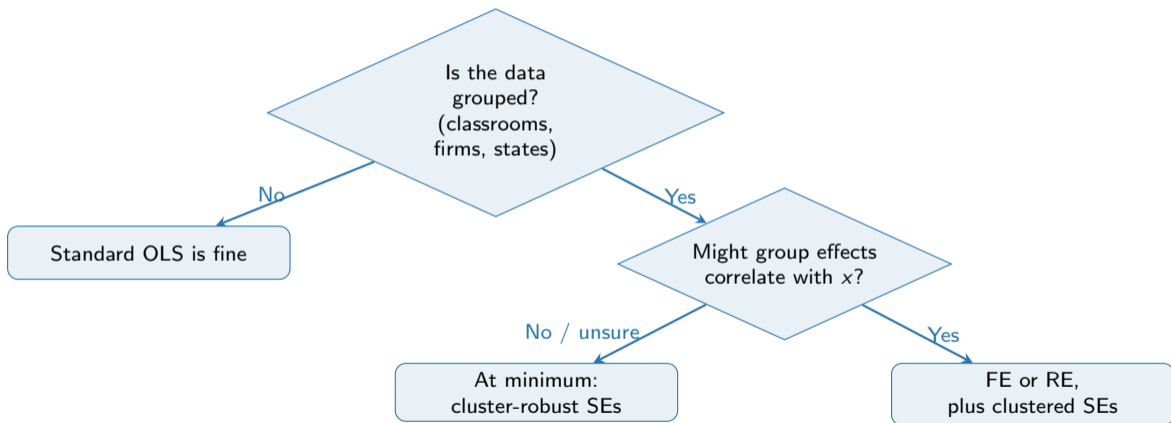 Is the data
grouped?
(classrooms,
firms, states)
No
Yes
Standard OLS is fine
Might group effects
correlate with x?
No / unsure
Yes
At minimum:
cluster-robust SEs
FE or RE,
plus clustered SEs